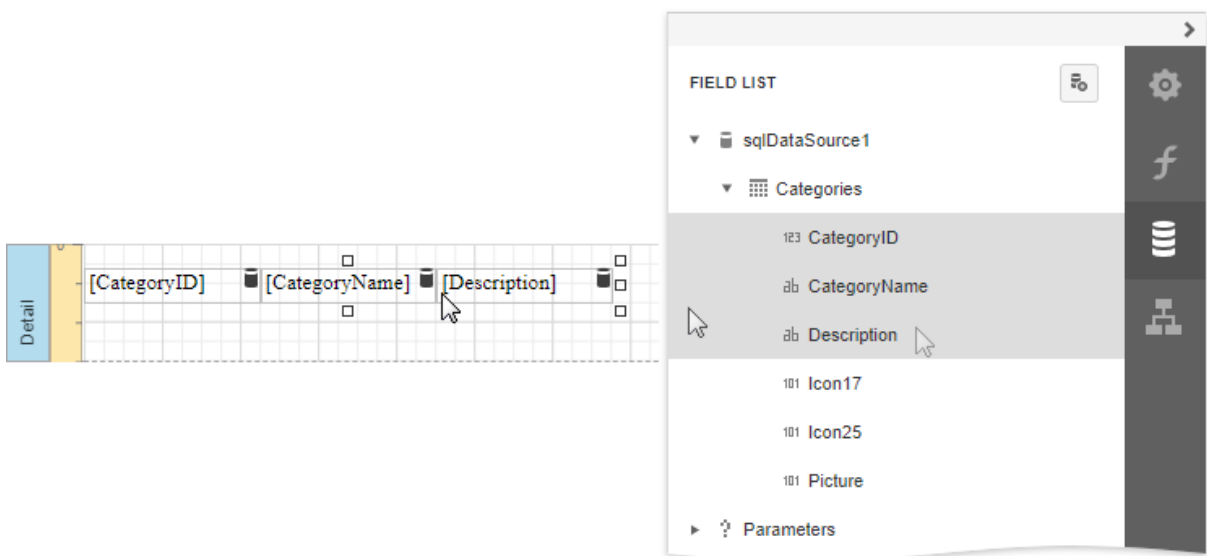 Detail
[CategoryID] [CategoryName] [Description]
FIELD LIST
sqlDataSource1
Categories
123 CategoryID
ab CategoryName
ab Description
101 Icon17
101 Icon25
101 Picture
? Parameters